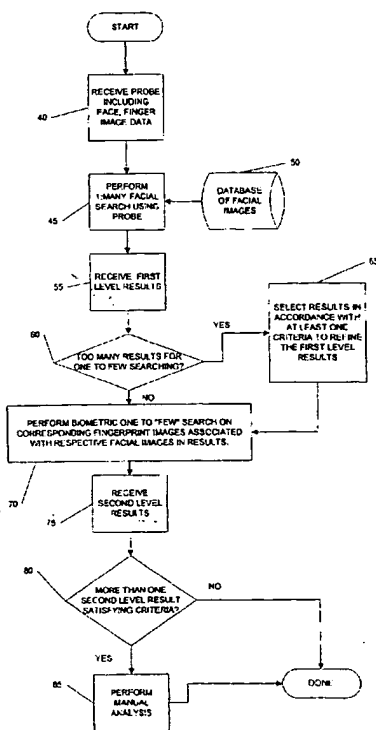 START
RECEIVE PROBE
INCLUDING
FACE, FINGER
IMAGE DATA
40
50
PERFORM
1:MANY FACIAL
SEARCH USING
PROBE
45
DATABASE
OF FACIAL
IMAGES
RECEIVE FIRST
LEVEL RESULTS
55
65
SELECT RESULTS IN
ACCORDANCE WITH
AT LEAST ONE
CRITERIA TO REFINE
THE FIRST LEVEL
RESULTS
60
YES
TOO MANY RESULTS FOR
ONE TO FEW SEARCHING?
NO
PERFORM BIOMETRIC ONE TO "FEW" SEARCH ON
CORRESPONDING FINGERPRINT IMAGES ASSOCIATED
WITH RESPECTIVE FACIAL IMAGES IN RESULTS.
70
RECEIVE
SECOND LEVEL
RESULTS
75
80
NO
MORE THAN ONE
SECOND LEVEL RESULT
SATISFYING CRITERIA?
YES
DONE
85
PERFORM
MANUAL
ANALYSIS